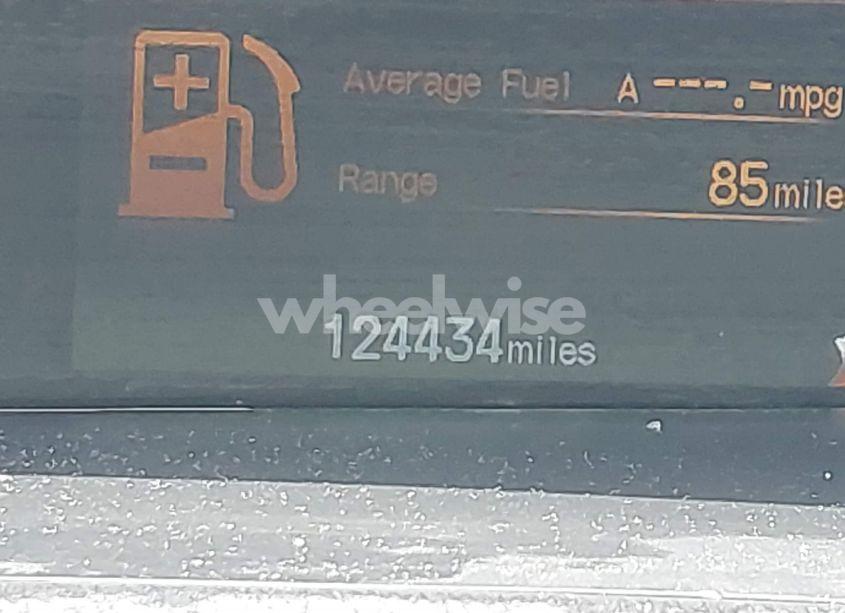 Average Fuel A ---.- mpg
Range 85 mile
wheelwise
124434 miles